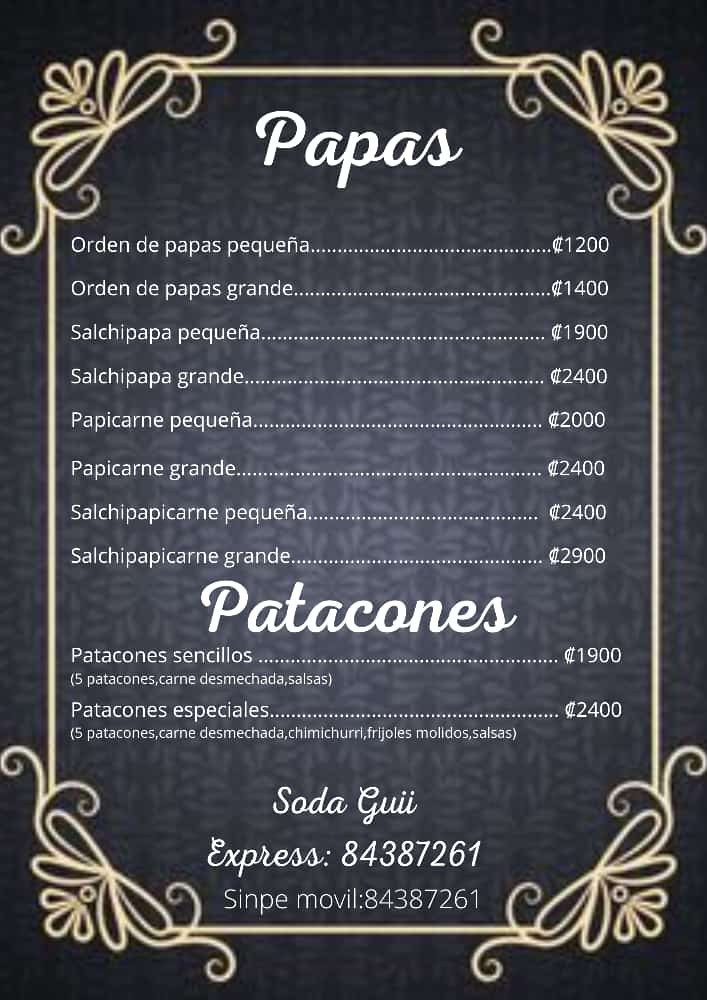 Papas
Orden de papas pequeña..............................................₡1200
Orden de papas grande.................................................₡1400
Salchipapa pequeña...................................................... ₡1900
Salchipapa grande......................................................... ₡2400
Papicarne pequeña....................................................... ₡2000
Papicarne grande.......................................................... ₡2400
Salchipapicarne pequeña............................................ ₡2400
Salchipapicarne grande................................................ ₡2900
Patacones
Patacones sencillos ......................................................... ₡1900
(5 patacones,carne desmechada,salsas)
Patacones especiales....................................................... ₡2400
(5 patacones,carne desmechada,chimichurri,frijoles molidos,salsas)
Soda Guii
Express: 84387261
Sinpe movil:84387261